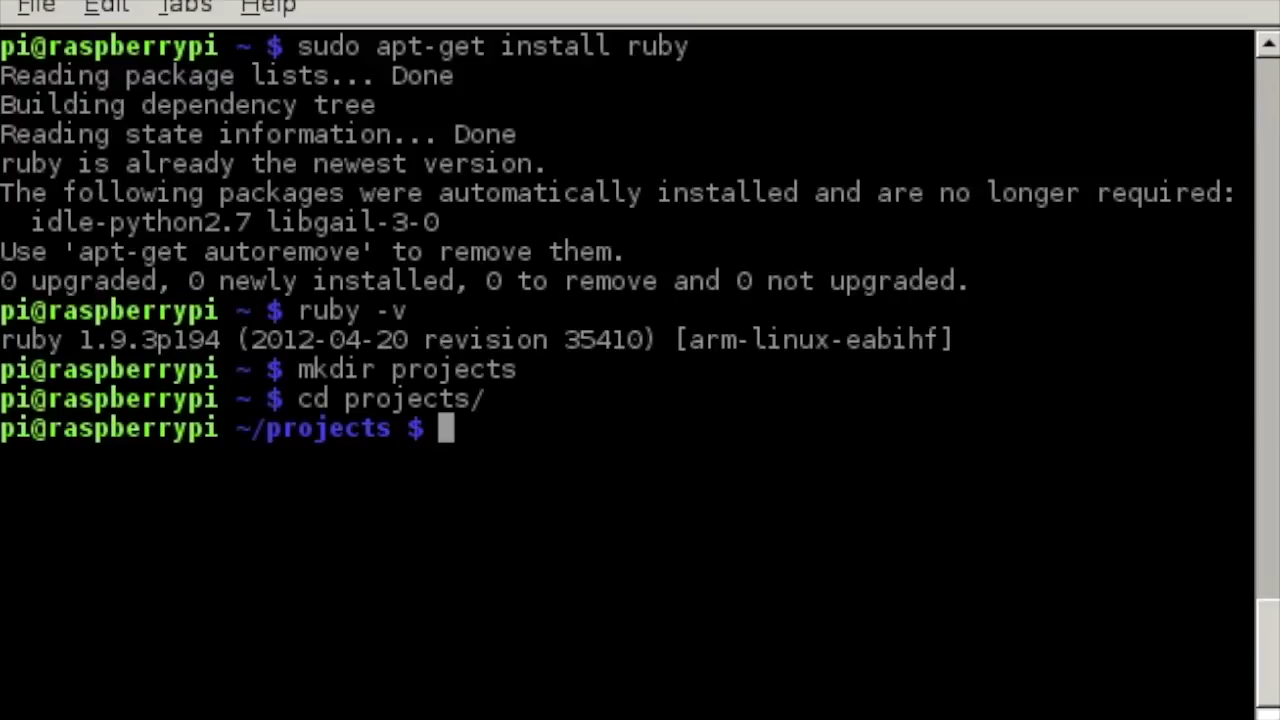 File Edit Tabs Help
pi@raspberrypi ~ $ sudo apt-get install ruby
Reading package lists... Done
Building dependency tree
Reading state information... Done
ruby is already the newest version.
The following packages were automatically installed and are no longer required:
  idle-python2.7 libgail-3-0
Use 'apt-get autoremove' to remove them.
0 upgraded, 0 newly installed, 0 to remove and 0 not upgraded.
pi@raspberrypi ~ $ ruby -v
ruby 1.9.3p194 (2012-04-20 revision 35410) [arm-linux-eabihf]
pi@raspberrypi ~ $ mkdir projects
pi@raspberrypi ~ $ cd projects/
pi@raspberrypi ~/projects $